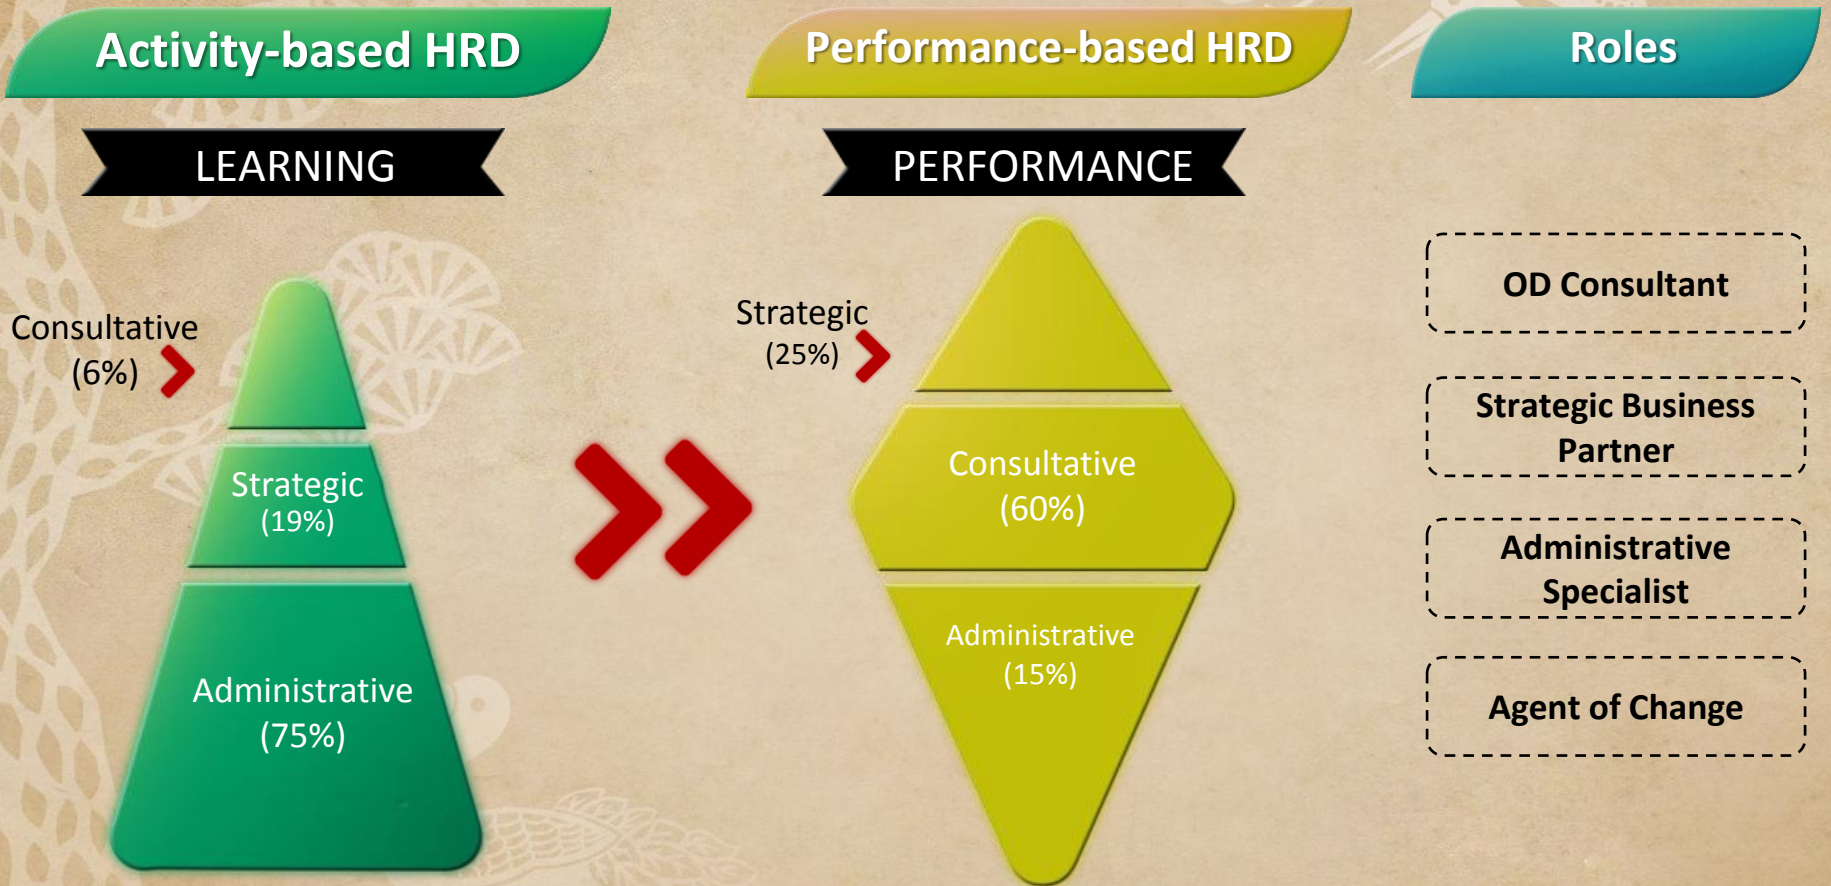 Activity-based HRD
LEARNING
Consultative
(6%)
Strategic
(19%)
Administrative
(75%)
Performance-based HRD
PERFORMANCE
Strategic
(25%)
Consultative
(60%)
Administrative
(15%)
Roles
OD Consultant
Strategic Business
Partner
Administrative
Specialist
Agent of Change